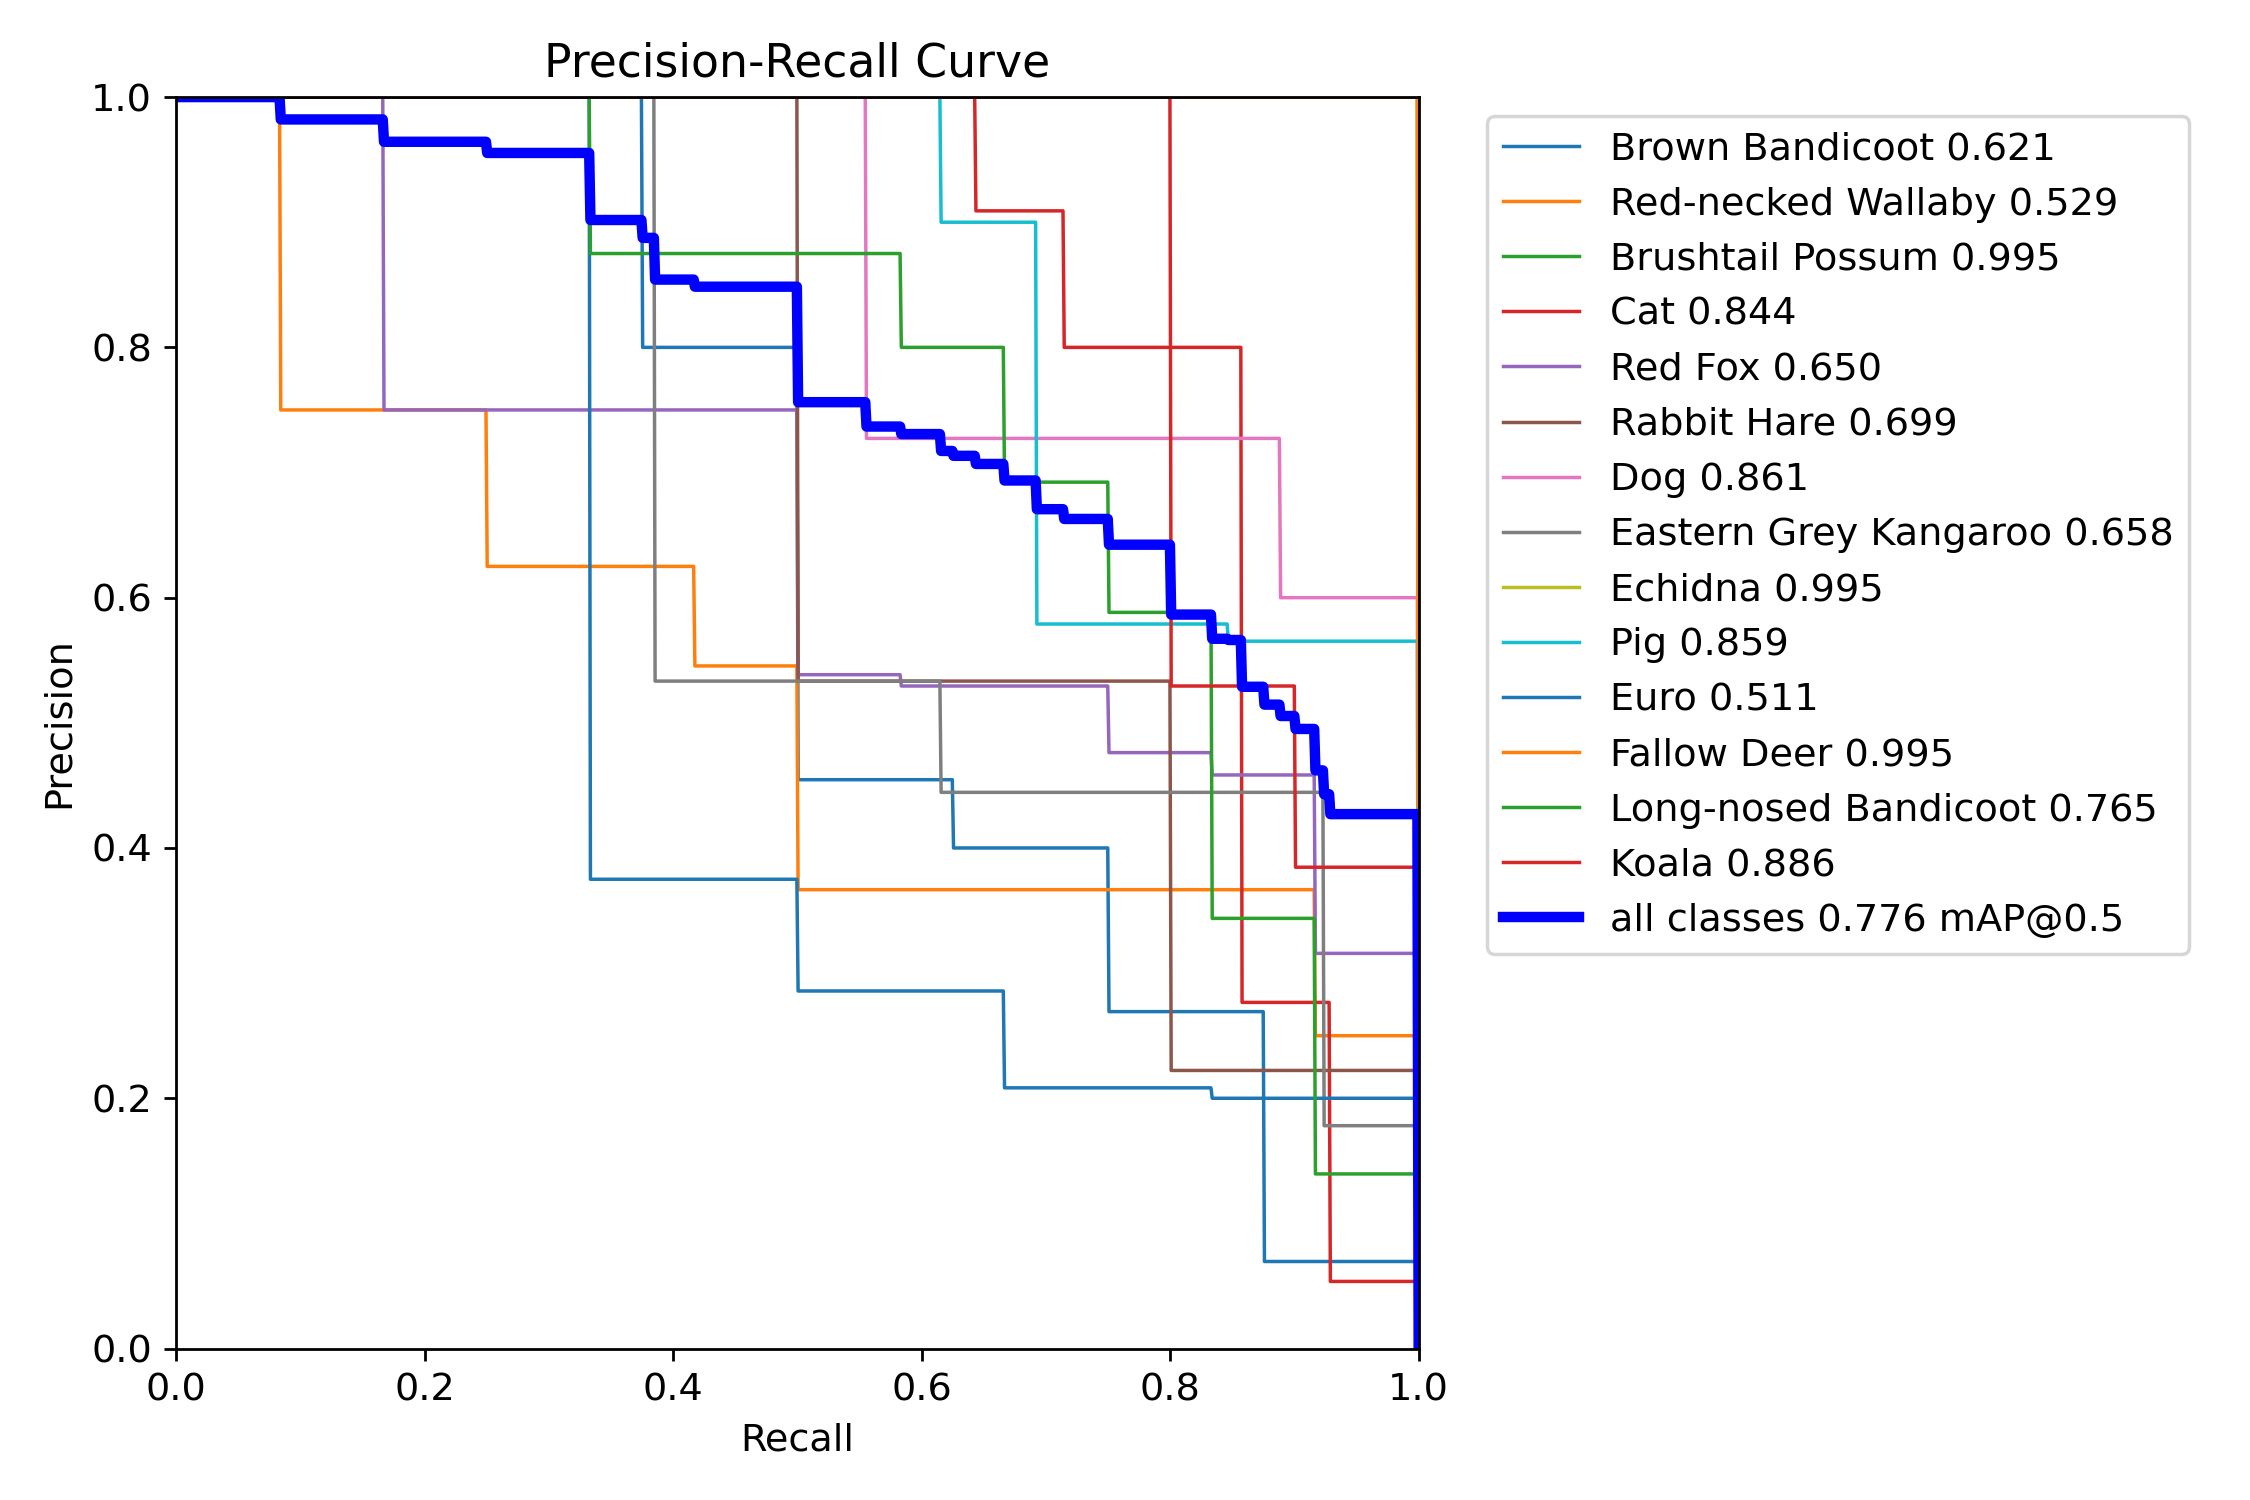 Precision-Recall Curve
1.0
0.8
0.6
0.4
0.2
0.0
Precision
0.0 0.2 0.4 0.6 0.8 1.0
Recall
Brown Bandicoot 0.621
Red-necked Wallaby 0.529
Brushtail Possum 0.995
Cat 0.844
Red Fox 0.650
Rabbit Hare 0.699
Dog 0.861
Eastern Grey Kangaroo 0.658
Echidna 0.995
Pig 0.859
Euro 0.511
Fallow Deer 0.995
Long-nosed Bandicoot 0.765
Koala 0.886
all classes 0.776 mAP@0.5